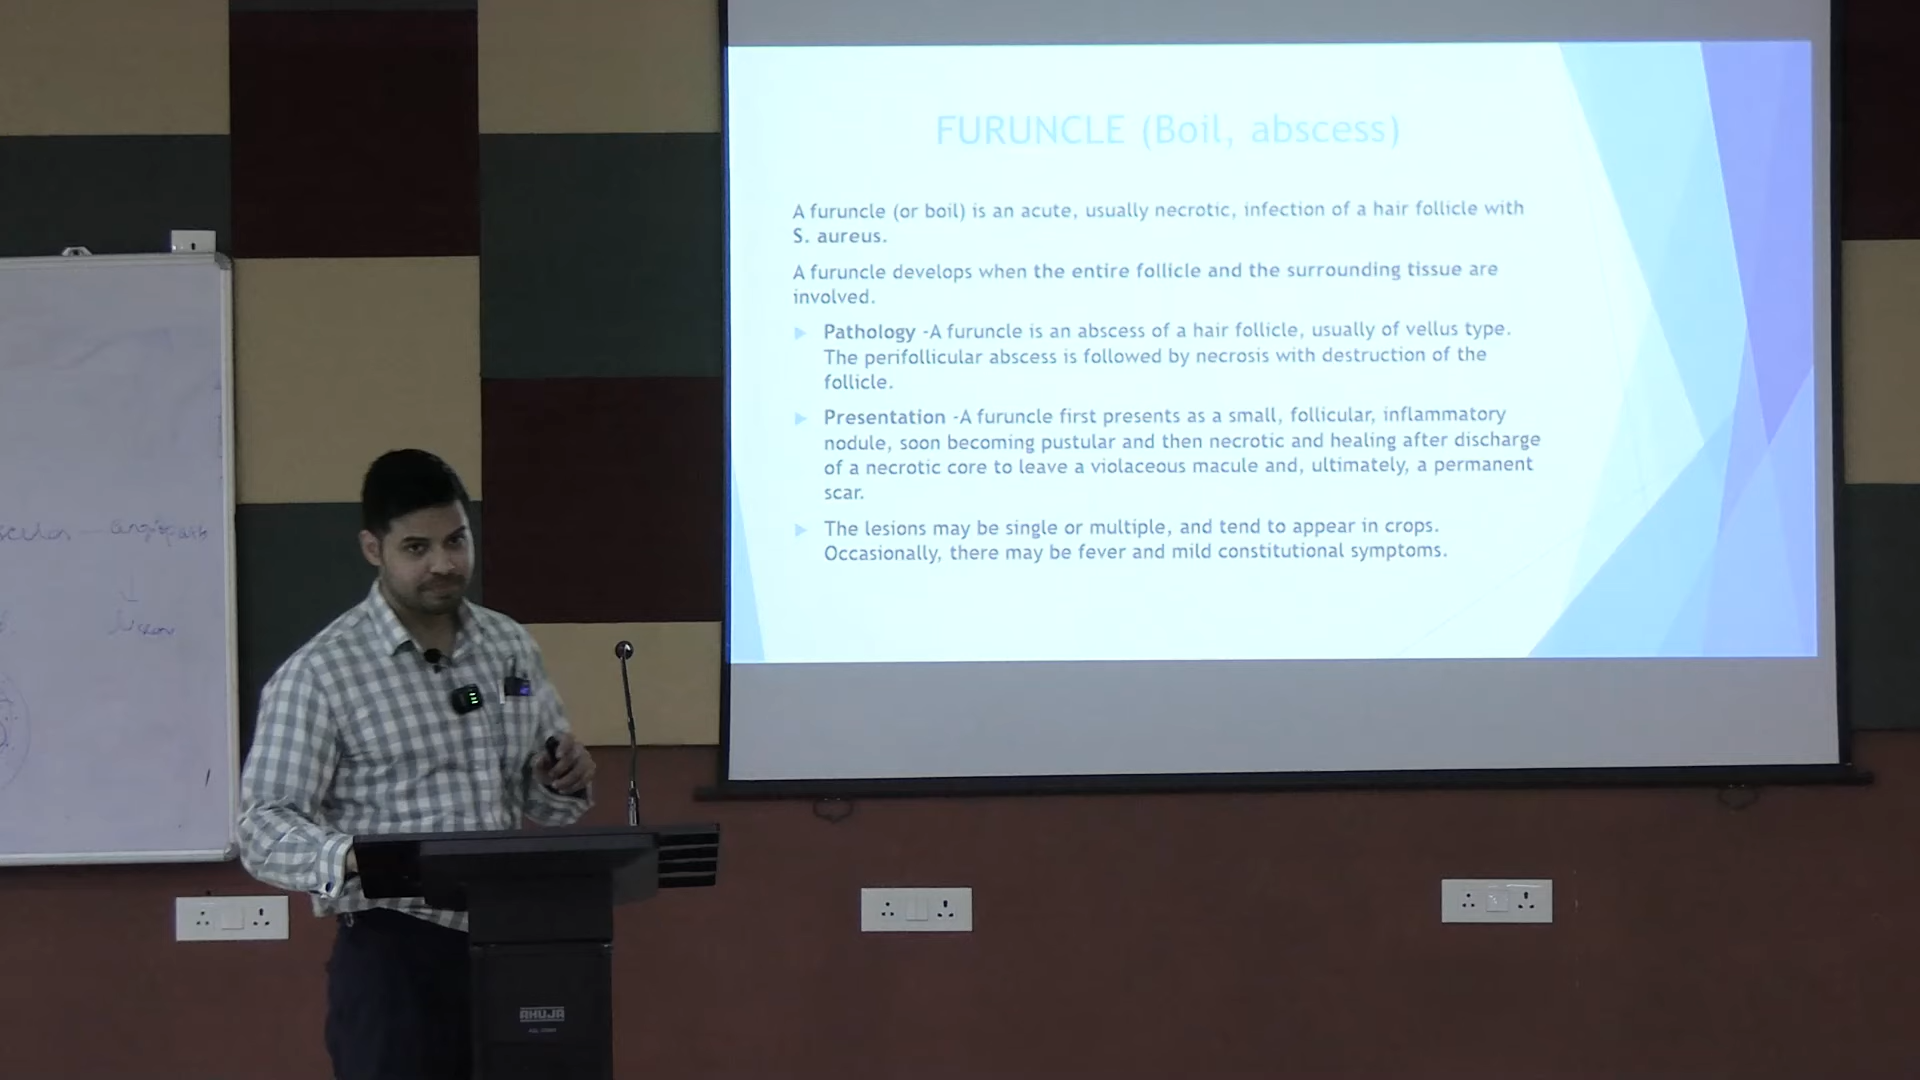 FURUNCLE (Boil, abscess)
A furuncle (or boil) is an acute, usually necrotic, infection of a hair follicle with
S. aureus.
A furuncle develops when the entire follicle and the surrounding tissue are
involved.
Pathology -A furuncle is an abscess of a hair follicle, usually of vellus type.
The perifollicular abscess is followed by necrosis with destruction of the
follicle.
Presentation -A furuncle first presents as a small, follicular, inflammatory
nodule, soon becoming pustular and then necrotic and healing after discharge
of a necrotic core to leave a violaceous macule and, ultimately, a permanent
scar.
The lesions may be single or multiple, and tend to appear in crops.
Occasionally, there may be fever and mild constitutional symptoms.
AHUJA